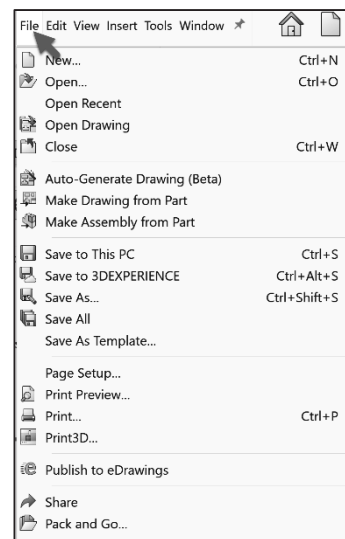 File Edit View Insert Tools Window
New... Ctrl+N
Open... Ctrl+O
Open Recent
Open Drawing
Close Ctrl+W
Auto-Generate Drawing (Beta)
Make Drawing from Part
Make Assembly from Part
Save to This PC Ctrl+S
Save to 3DEXPERIENCE Ctrl+Alt+S
Save As... Ctrl+Shift+S
Save All
Save As Template...
Page Setup...
Print Preview...
Print... Ctrl+P
Print3D...
Publish to eDrawings
Share
Pack and Go...